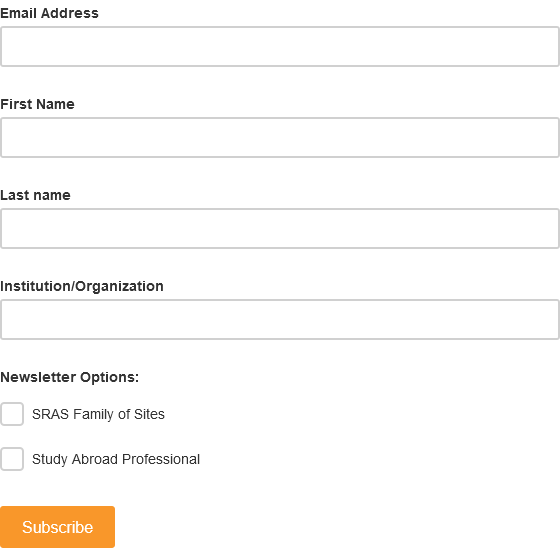 Email Address
First Name
Last name
Institution/Organization
Newsletter Options:
SRAS Family of Sites
Study Abroad Professional
Subscribe